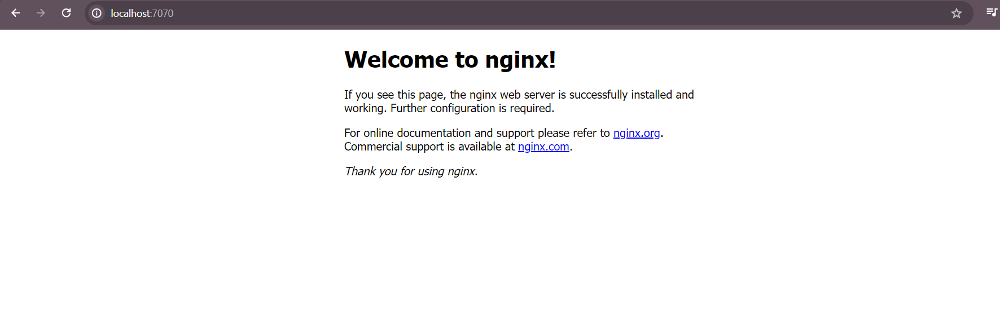 localhost:7070
Welcome to nginx!
If you see this page, the nginx web server is successfully installed and
working. Further configuration is required.
For online documentation and support please refer to nginx.org.
Commercial support is available at nginx.com.
Thank you for using nginx.